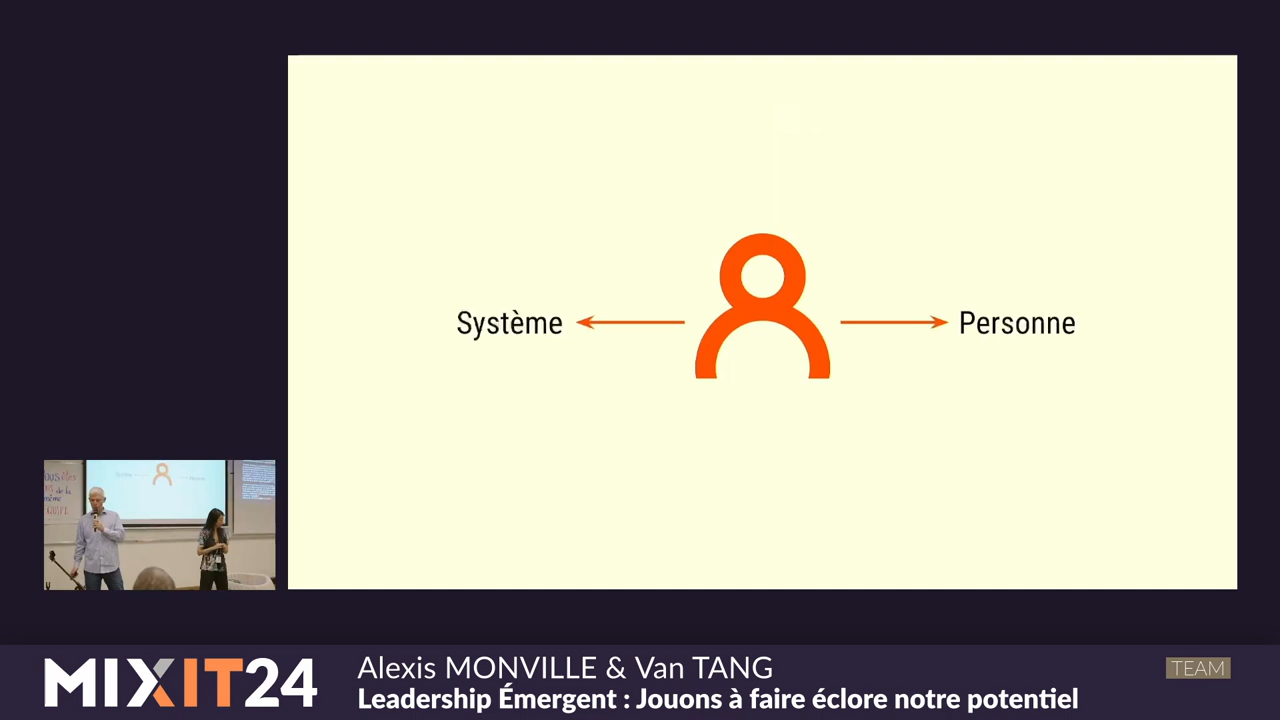 Système
Personne
MIXIT24
Alexis MONVILLE & Van TANG
Leadership Émergent : Jouons à faire éclore notre potentiel
TEAM